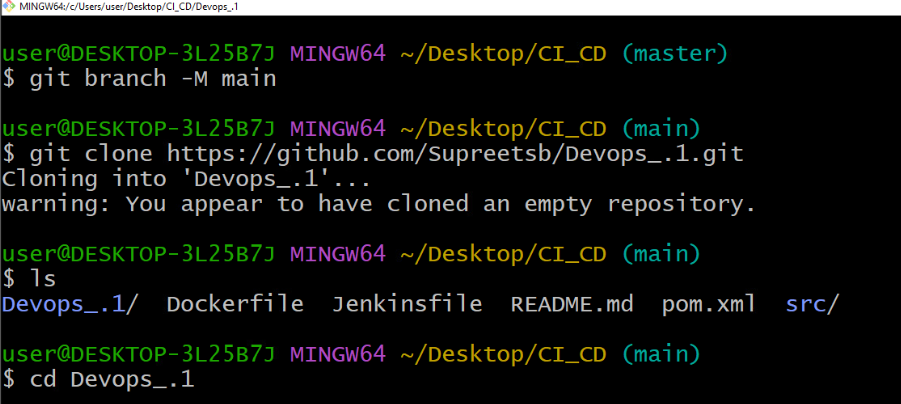 MINGW64:/c/Users/user/Desktop/CI_CD/Devops_.1
user@DESKTOP-3L25B7J MINGW64 ~/Desktop/CI_CD (master)
$ git branch -M main
user@DESKTOP-3L25B7J MINGW64 ~/Desktop/CI_CD (main)
$ git clone https://github.com/Supreetsb/Devops_.1.git
Cloning into 'Devops_.1'...
warning: You appear to have cloned an empty repository.
user@DESKTOP-3L25B7J MINGW64 ~/Desktop/CI_CD (main)
$ ls
Devops_.1/  Dockerfile  Jenkinsfile  README.md  pom.xml  src/
user@DESKTOP-3L25B7J MINGW64 ~/Desktop/CI_CD (main)
$ cd Devops_.1